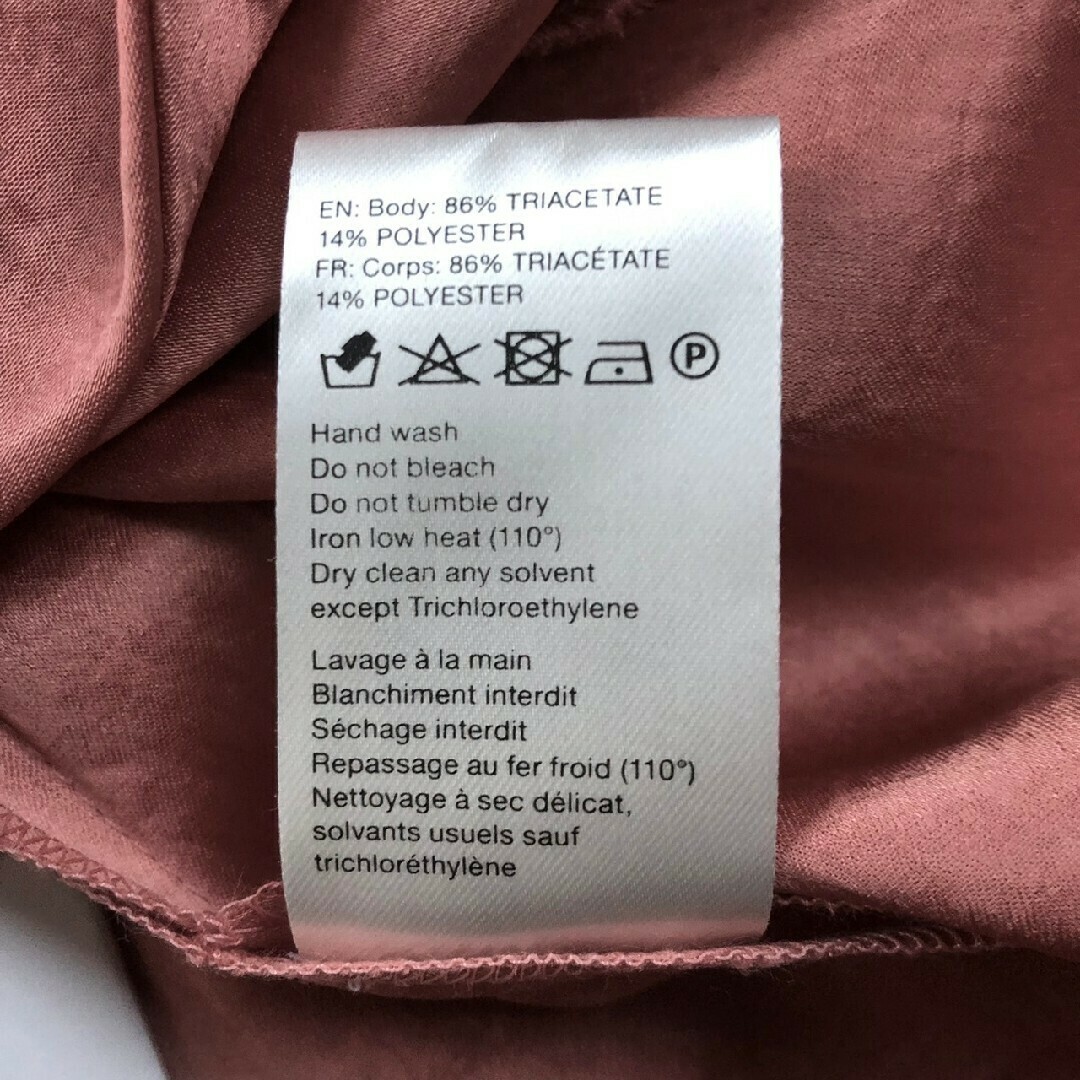 EN: Body: 86% TRIACETATE
14% POLYESTER
FR: Corps: 86% TRIACÉTATE
14% POLYESTER
P
Hand wash
Do not bleach
Do not tumble dry
Iron low heat (110°)
Dry clean any solvent
except Trichloroethylene
Lavage à la main
Blanchiment interdit
Séchage interdit
Repassage au fer froid (110°)
Nettoyage à sec délicat,
solvants usuels sauf
trichloréthylène